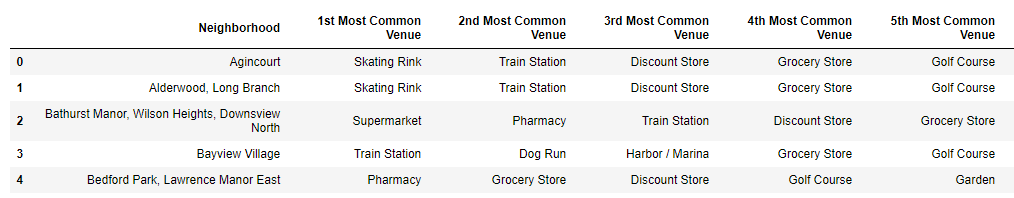 Neighborhood 1st Most Common Venue 2nd Most Common Venue 3rd Most Common Venue 4th Most Common Venue 5th Most Common Venue
0 Agincourt Skating Rink Train Station Discount Store Grocery Store Golf Course
1 Alderwood, Long Branch Skating Rink Train Station Discount Store Grocery Store Golf Course
2 Bathurst Manor, Wilson Heights, Downsview North Supermarket Pharmacy Train Station Discount Store Grocery Store
3 Bayview Village Train Station Dog Run Harbor / Marina Grocery Store Golf Course
4 Bedford Park, Lawrence Manor East Pharmacy Grocery Store Discount Store Golf Course Garden